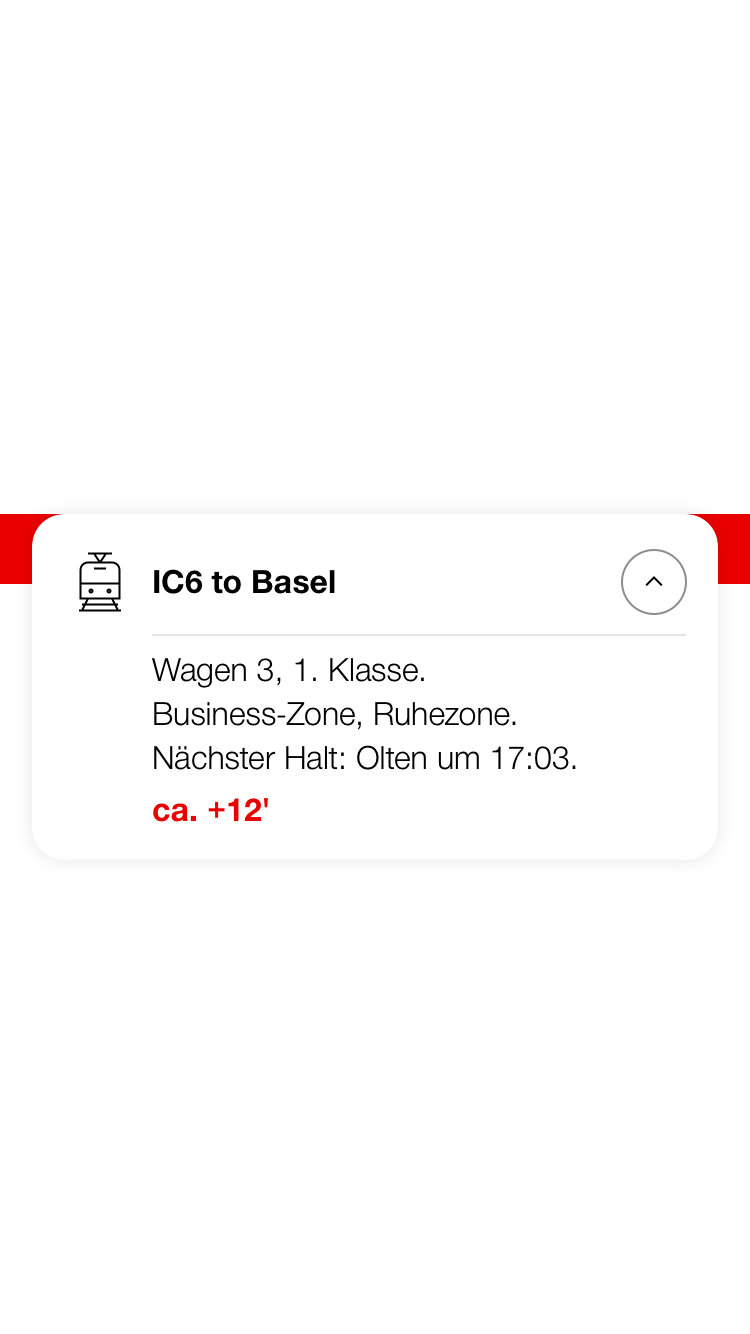 IC6 to Basel
Wagen 3, 1. Klasse.
Business-Zone, Ruhezone.
Nächster Halt: Olten um 17:03.
ca. +12'